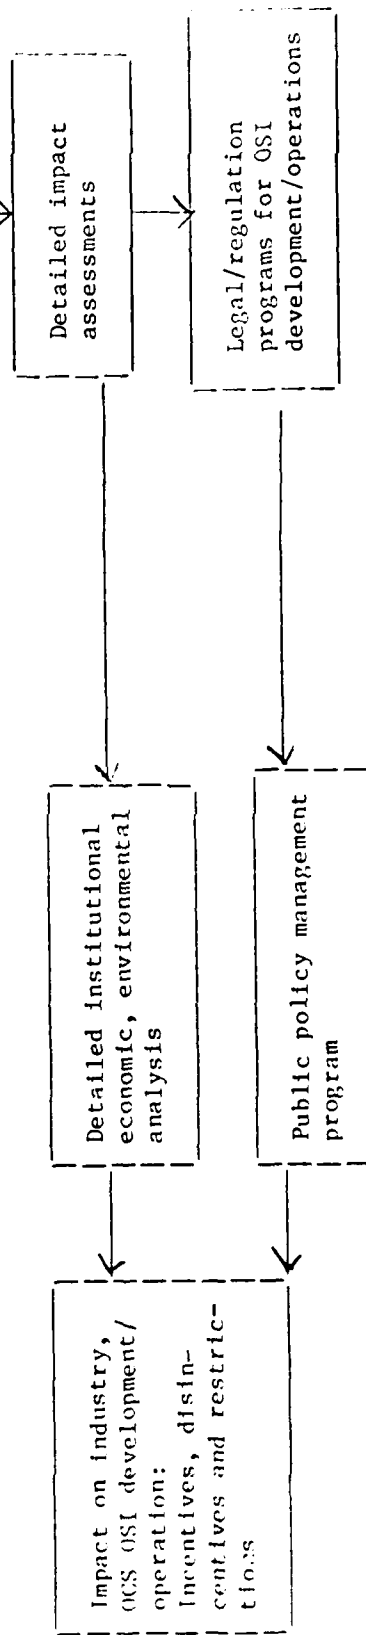 Detailed impact
assessments
Legal/regulation
programs for OSI
development/operations
Detailed institutional
economic, environmental
analysis
Public policy management
program
Impact on industry,
OCS OSI development/
operation:
Incentives, disin-
centives and restric-
tions